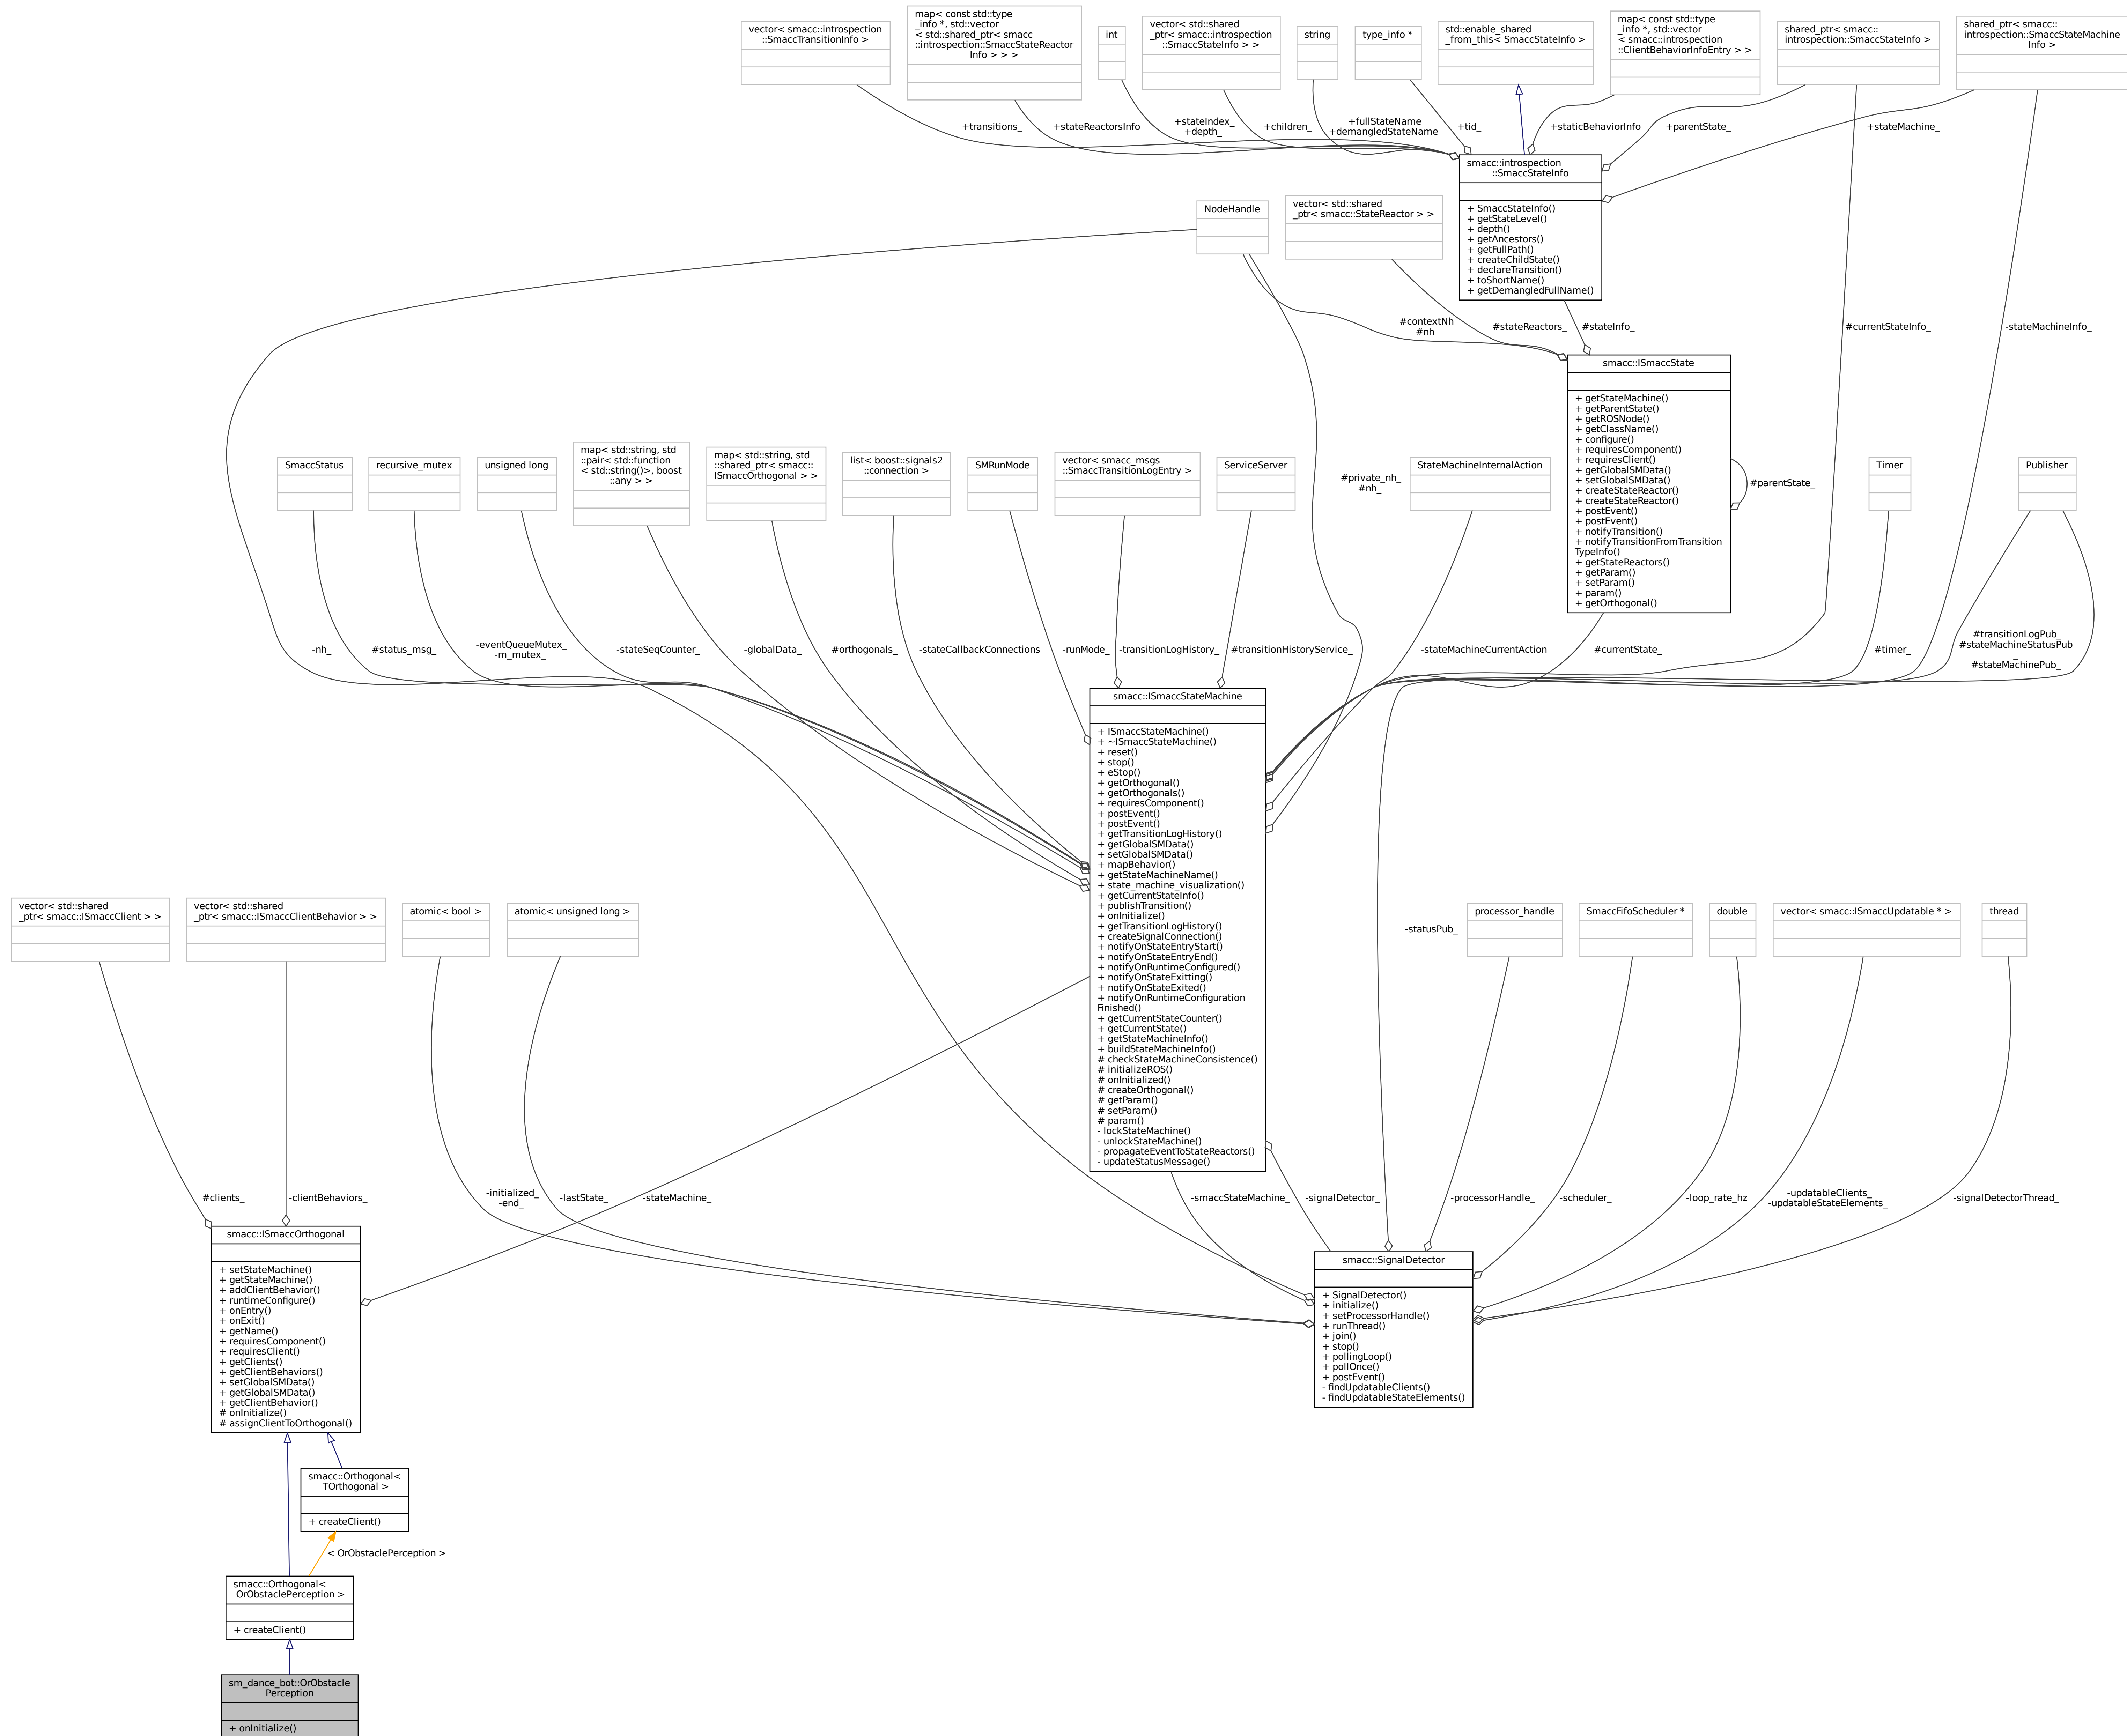 vector< smacc::introspection
::SmaccTransitionInfo >
map< const std::type
_info *, std::vector
< std::shared_ptr< smacc
::introspection::SmaccStateReactor
Info > > >
int
vector< std::shared
_ptr< smacc::introspection
::SmaccStateInfo > >
string
type_info *
std::enable_shared
_from_this< SmaccStateInfo >
map< const std::type
_info *, std::vector
< smacc::introspection
::ClientBehaviorInfoEntry > >
shared_ptr< smacc::
introspection::SmaccStateInfo >
shared_ptr< smacc::
introspection::SmaccStateMachine
Info >
+transitions_
+stateReactorsInfo
+stateIndex_
+depth_
+children_
+fullStateName
+demangledStateName
+tid_
+staticBehaviorInfo
+parentState_
+stateMachine_
smacc::introspection
::SmaccStateInfo
+ SmaccStateInfo()
+ getStateLevel()
+ depth()
+ getAncestors()
+ getFullPath()
+ createChildState()
+ declareTransition()
+ toShortName()
+ getDemangledFullName()
NodeHandle
vector< std::shared
_ptr< smacc::StateReactor > >
#contextNh
#nh
#stateReactors_
#stateInfo_
#currentStateInfo_
-stateMachineInfo_
smacc::ISmaccState
+ getStateMachine()
+ getParentState()
+ getROSNode()
+ getClassName()
+ configure()
+ requiresComponent()
+ requiresClient()
+ getGlobalSMData()
+ setGlobalSMData()
+ createStateReactor()
+ createStateReactor()
+ postEvent()
+ postEvent()
+ notifyTransition()
+ notifyTransitionFromTransition
TypeInfo()
+ getStateReactors()
+ getParam()
+ setParam()
+ param()
+ getOrthogonal()
#parentState_
SmaccStatus
recursive_mutex
unsigned long
map< std::string, std
::pair< std::function
< std::string()>, boost
::any > >
map< std::string, std
::shared_ptr< smacc::
ISmaccOrthogonal > >
list< boost::signals2
::connection >
SMRunMode
vector< smacc_msgs
::SmaccTransitionLogEntry >
ServiceServer
#private_nh_
#nh_
StateMachineInternalAction
Timer
Publisher
-nh_
#status_msg_
-eventQueueMutex_
-m_mutex_
-stateSeqCounter_
-globalData_
#orthogonals_
-stateCallbackConnections
-runMode_
-transitionLogHistory_
#transitionHistoryService_
-stateMachineCurrentAction
#currentState_
#timer_
#transitionLogPub_
#stateMachineStatusPub
_
#stateMachinePub_
smacc::ISmaccStateMachine
+ ISmaccStateMachine()
+ ~ISmaccStateMachine()
+ reset()
+ stop()
+ eStop()
+ getOrthogonal()
+ getOrthogonals()
+ requiresComponent()
+ postEvent()
+ postEvent()
+ getTransitionLogHistory()
+ getGlobalSMData()
+ setGlobalSMData()
+ mapBehavior()
+ getStateMachineName()
+ state_machine_visualization()
+ getCurrentStateInfo()
+ publishTransition()
+ onInitialize()
+ getTransitionLogHistory()
+ createSignalConnection()
+ notifyOnStateEntryStart()
+ notifyOnStateEntryEnd()
+ notifyOnRuntimeConfigured()
+ notifyOnStateExitting()
+ notifyOnStateExited()
+ notifyOnRuntimeConfiguration
Finished()
+ getCurrentStateCounter()
+ getCurrentState()
+ getStateMachineInfo()
+ buildStateMachineInfo()
# checkStateMachineConsistence()
# initializeROS()
# onInitialized()
# createOrthogonal()
# getParam()
# setParam()
# param()
- lockStateMachine()
- unlockStateMachine()
- propagateEventToStateReactors()
- updateStatusMessage()
vector< std::shared
_ptr< smacc::ISmaccClient > >
vector< std::shared
_ptr< smacc::ISmaccClientBehavior > >
atomic< bool >
atomic< unsigned long >
-statusPub_
processor_handle
SmaccFifoScheduler *
double
vector< smacc::ISmaccUpdatable * >
thread
#clients_
-clientBehaviors_
-initialized_
-end_
-lastState_
-stateMachine_
-smaccStateMachine_
-signalDetector_
-processorHandle_
-scheduler_
-loop_rate_hz
-updatableClients_
-updatableStateElements_
-signalDetectorThread_
smacc::ISmaccOrthogonal
+ setStateMachine()
+ getStateMachine()
+ addClientBehavior()
+ runtimeConfigure()
+ onEntry()
+ onExit()
+ getName()
+ requiresComponent()
+ requiresClient()
+ getClients()
+ getClientBehaviors()
+ setGlobalSMData()
+ getGlobalSMData()
+ getClientBehavior()
# onInitialize()
# assignClientToOrthogonal()
smacc::SignalDetector
+ SignalDetector()
+ initialize()
+ setProcessorHandle()
+ runThread()
+ join()
+ stop()
+ pollingLoop()
+ pollOnce()
+ postEvent()
- findUpdatableClients()
- findUpdatableStateElements()
smacc::Orthogonal<
TOrthogonal >
+ createClient()
< OrObstaclePerception >
smacc::Orthogonal<
OrObstaclePerception >
+ createClient()
sm_dance_bot::OrObstacle
Perception
+ onInitialize()